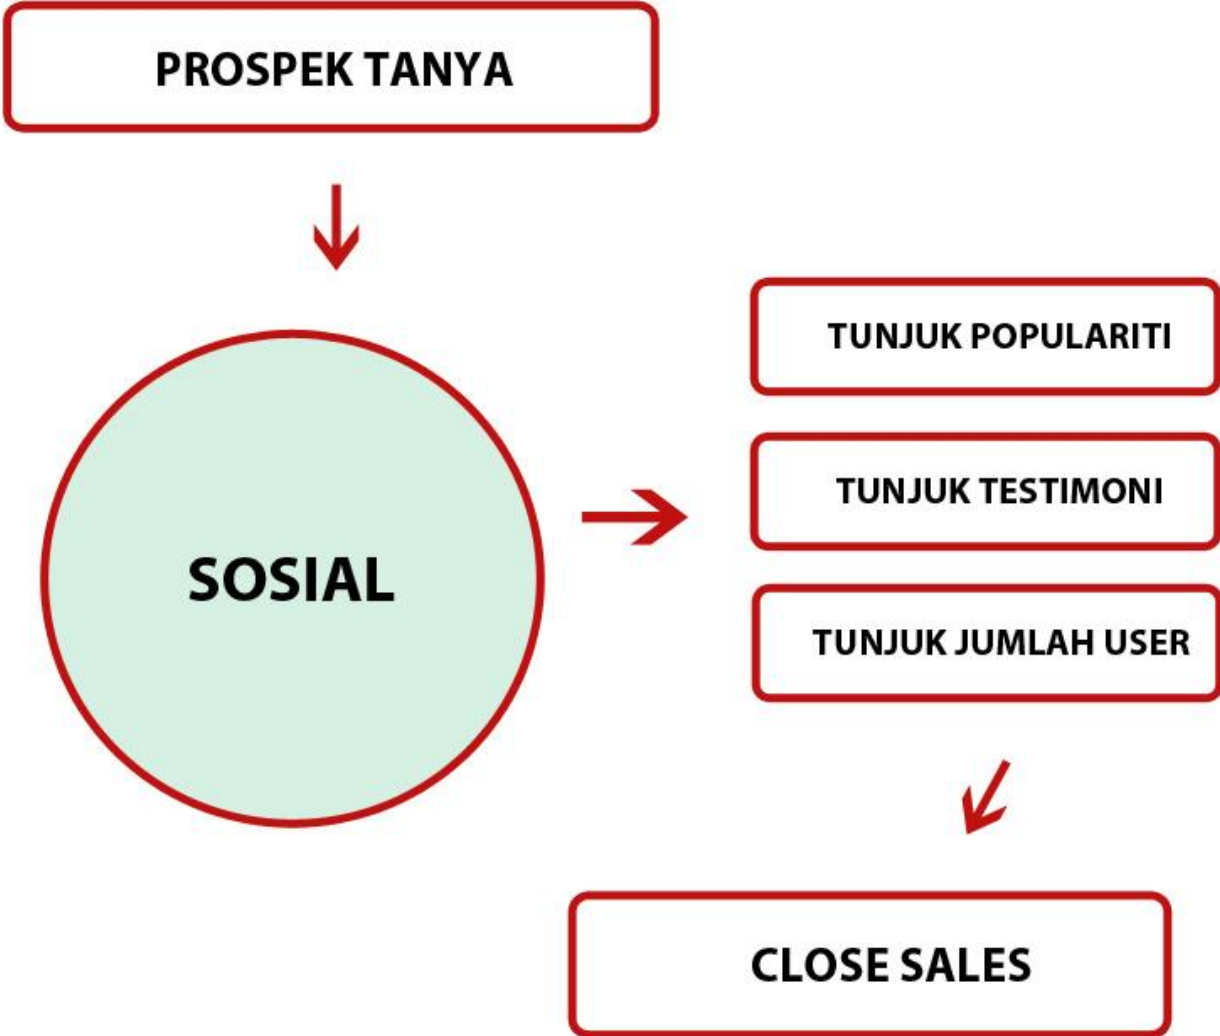 PROSPEK TANYA
SOSIAL
TUNJUK POPULARITI
TUNJUK TESTIMONI
TUNJUK JUMLAH USER
CLOSE SALES